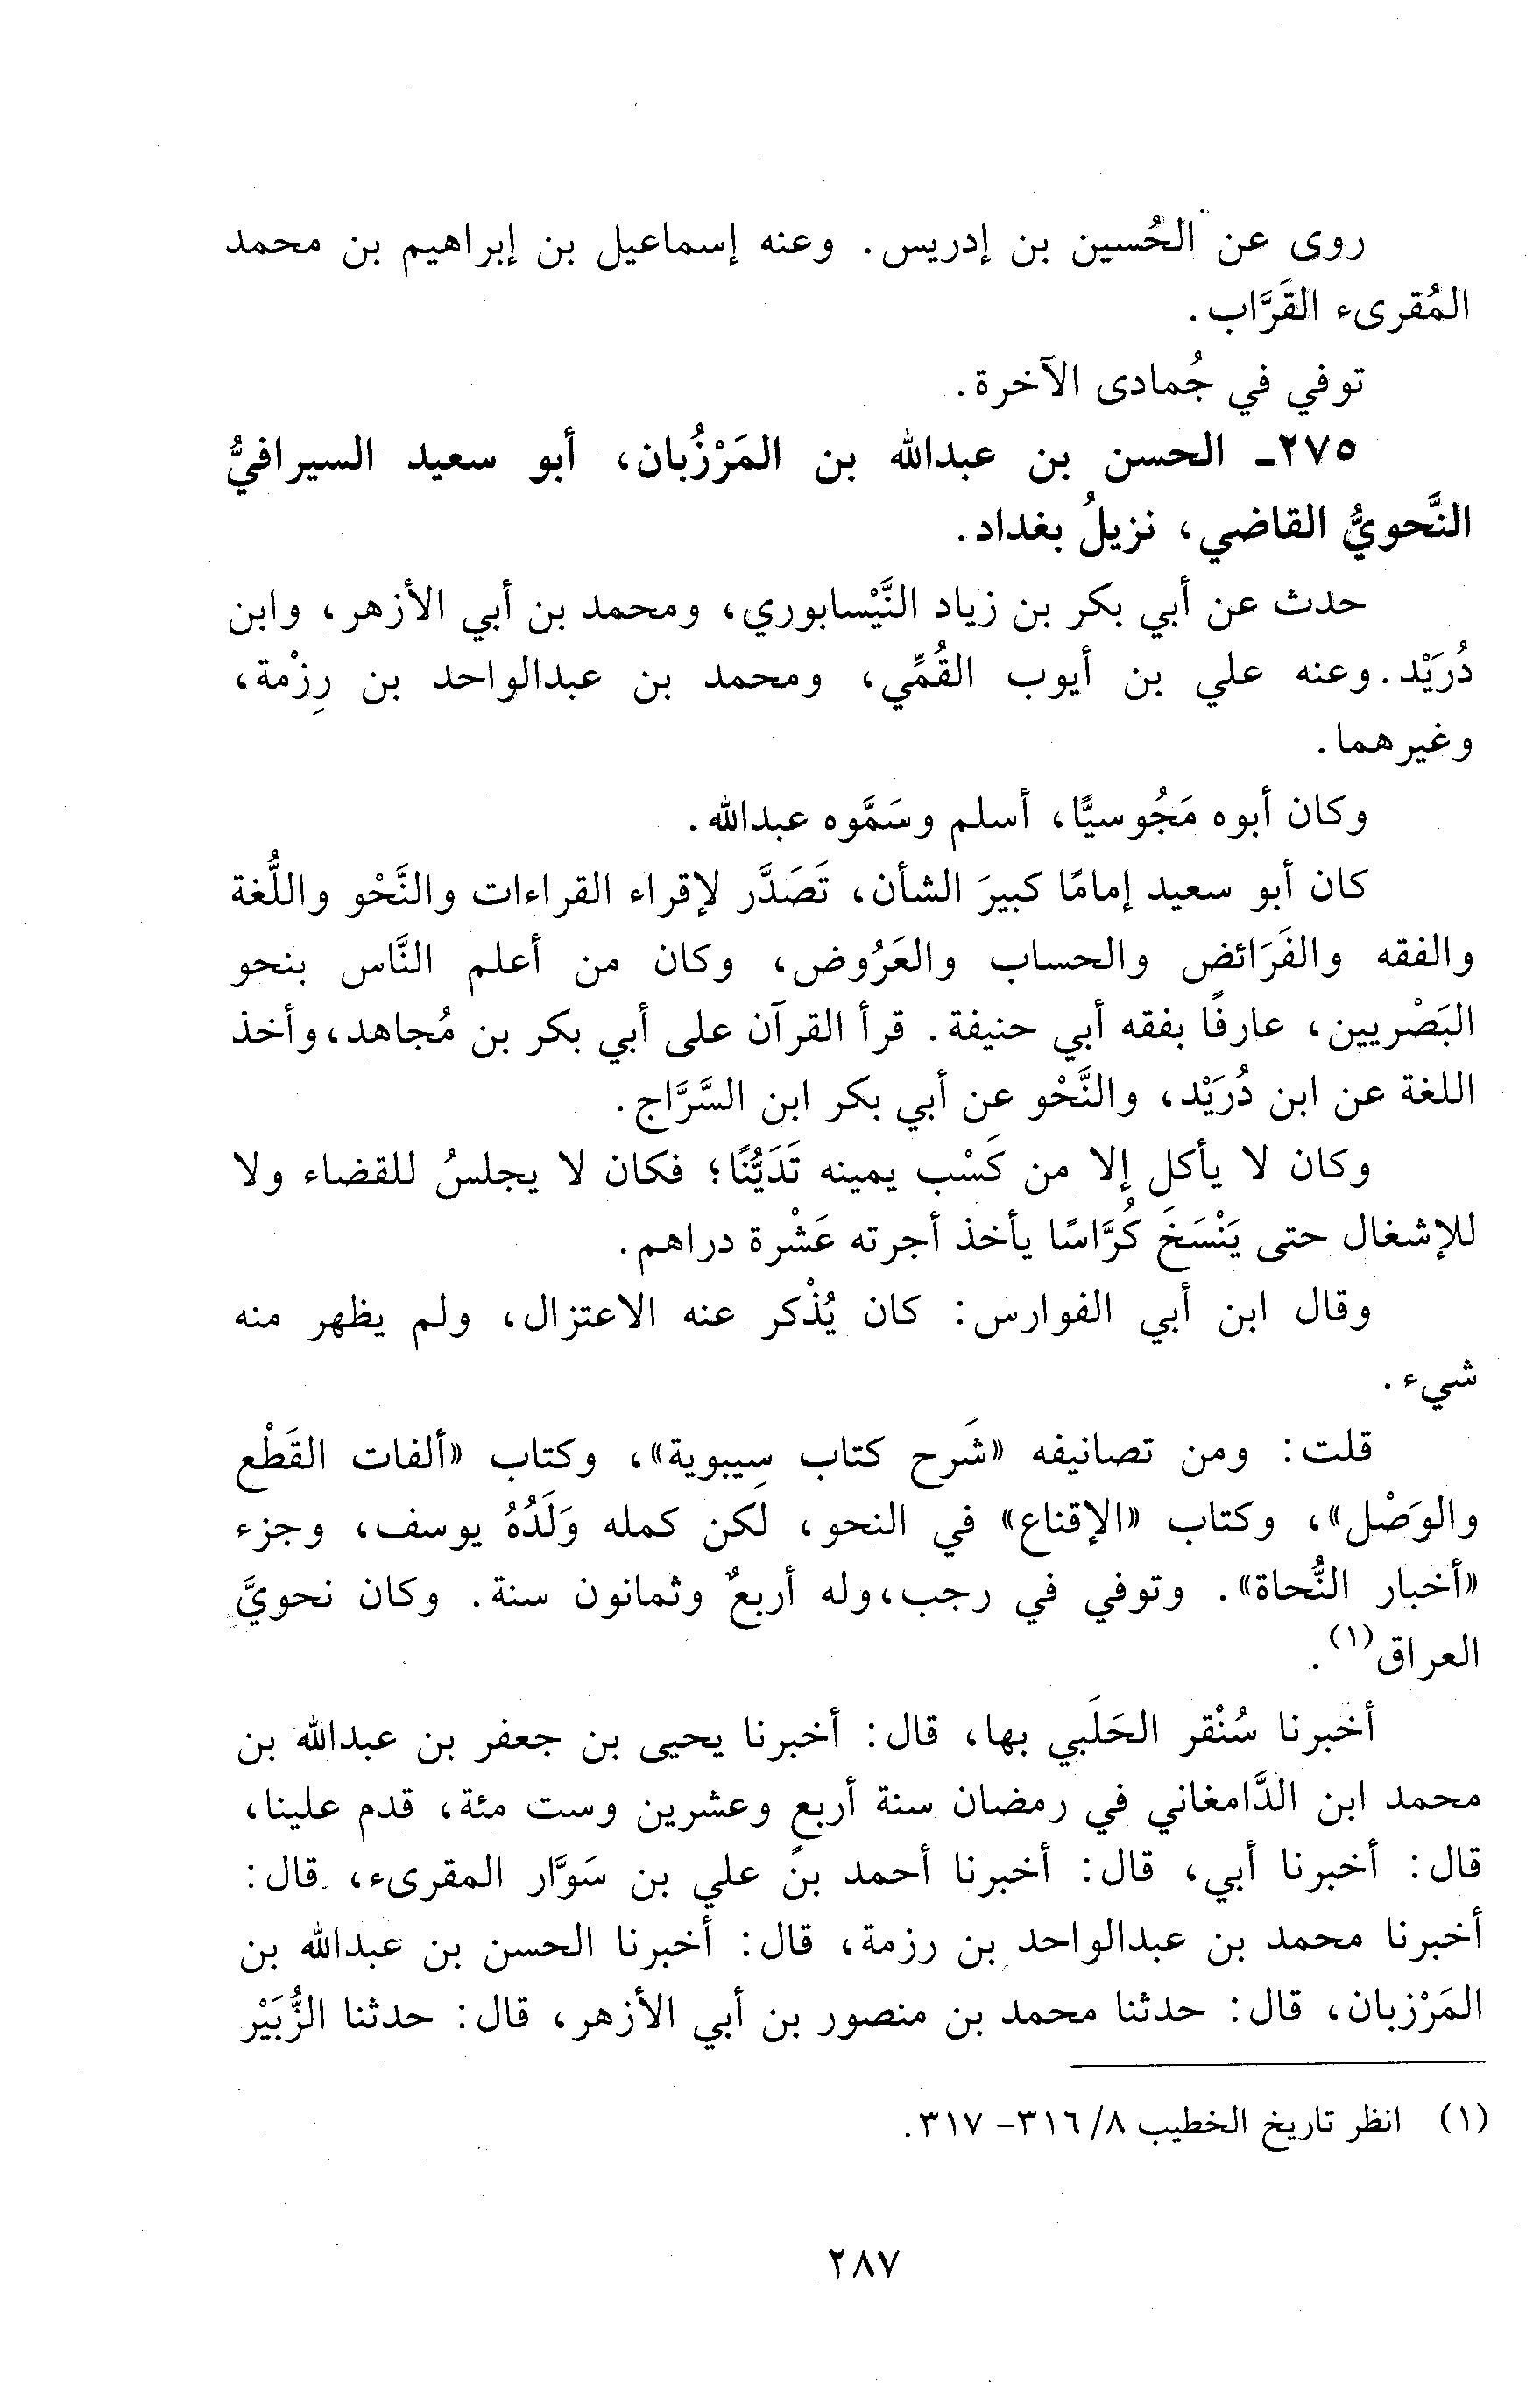 روى عن الحُسين بن إدريس. وعنه إسماعيل بن إبراهيم بن محمد
المُقرىء القَرَّاب.
توفي في جُمادى الآخرة.
٢٧٥ـ الحسن بن عبدالله بن المَرْزُبان، أبو سعيد السيرافيُّ
النَّحويُّ القاضي، نزيلُ بغداد.
حدث عن أبي بكر بن زياد النَّيْسابوري، ومحمد بن أبي الأزهر، وابن
دُرَيْد. وعنه علي بن أيوب القُمِّي، ومحمد بن عبدالواحد بن رِزْمة،
وغيرهما.
وكان أبوه مَجُوسيًّا، أسلم وسَمَّوه عبدالله.
كان أبو سعيد إمامًا كبيرَ الشأن، تَصَدَّر لإقراء القراءات والنَّحْو واللُّغة
والفقه والفَرَائض والحساب والعَرُوض، وكان من أعلم النَّاس بنحو
البَصْريين، عارفًا بفقه أبي حنيفة. قرأ القرآن على أبي بكر بن مُجاهد، وأخذ
اللغة عن ابن دُرَيْد، والنَّحْو عن أبي بكر ابن السَّرَّاج.
وكان لا يأكل إلا من كَسْب يمينه تَدَيُّنًا؛ فكان لا يجلسُ للقضاء ولا
للإشغال حتى يَنْسَخَ كُرَّاسًا يأخذ أجرته عَشْرة دراهم.
وقال ابن أبي الفوارس: كان يُذْكر عنه الاعتزال، ولم يظهر منه
شيء.
قلت: ومن تصانيفه «شَرح كتاب سِيبوية»، وكتاب «ألفات القَطْع
والوَصْل»، وكتاب «الإقناع» في النحو، لكن كمله وَلَدُهُ يوسف، وجزء
«أخبار النُّحاة». وتوفي في رجب، وله أربعٌ وثمانون سنة. وكان نحويَّ
العراق(١).
أخبرنا سُنْقر الحَلَبي بها، قال: أخبرنا يحيى بن جعفر بن عبدالله بن
محمد ابن الدَّامغاني في رمضان سنة أربعٍ وعشرين وست مئة، قدم علينا،
قال: أخبرنا أبي، قال: أخبرنا أحمد بن علي بن سَوَّار المقرىء، قال:
أخبرنا محمد بن عبدالواحد بن رزمة، قال: أخبرنا الحسن بن عبدالله بن
المَرْزبان، قال: حدثنا محمد بن منصور بن أبي الأزهر، قال: حدثنا الزُّبَيْر
(١) انظر تاريخ الخطيب ٨/ ٣١٦- ٣١٧.
٢٨٧